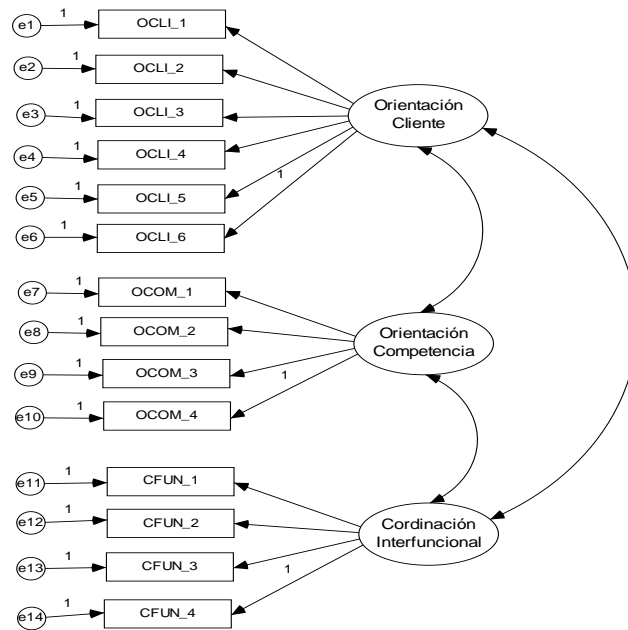 e1 1 OCLI_1
e2 1 OCLI_2
e3 1 OCLI_3
e4 1 OCLI_4
e5 1 OCLI_5
1
e6 1 OCLI_6
Orientación
Cliente
e7 1 OCOM_1
e8 1 OCOM_2
e9 1 OCOM_3
1
e10 1 OCOM_4
Orientación
Competencia
e11 1 CFUN_1
e12 1 CFUN_2
e13 1 CFUN_3
1
e14 1 CFUN_4
Cordinación
Interfuncional